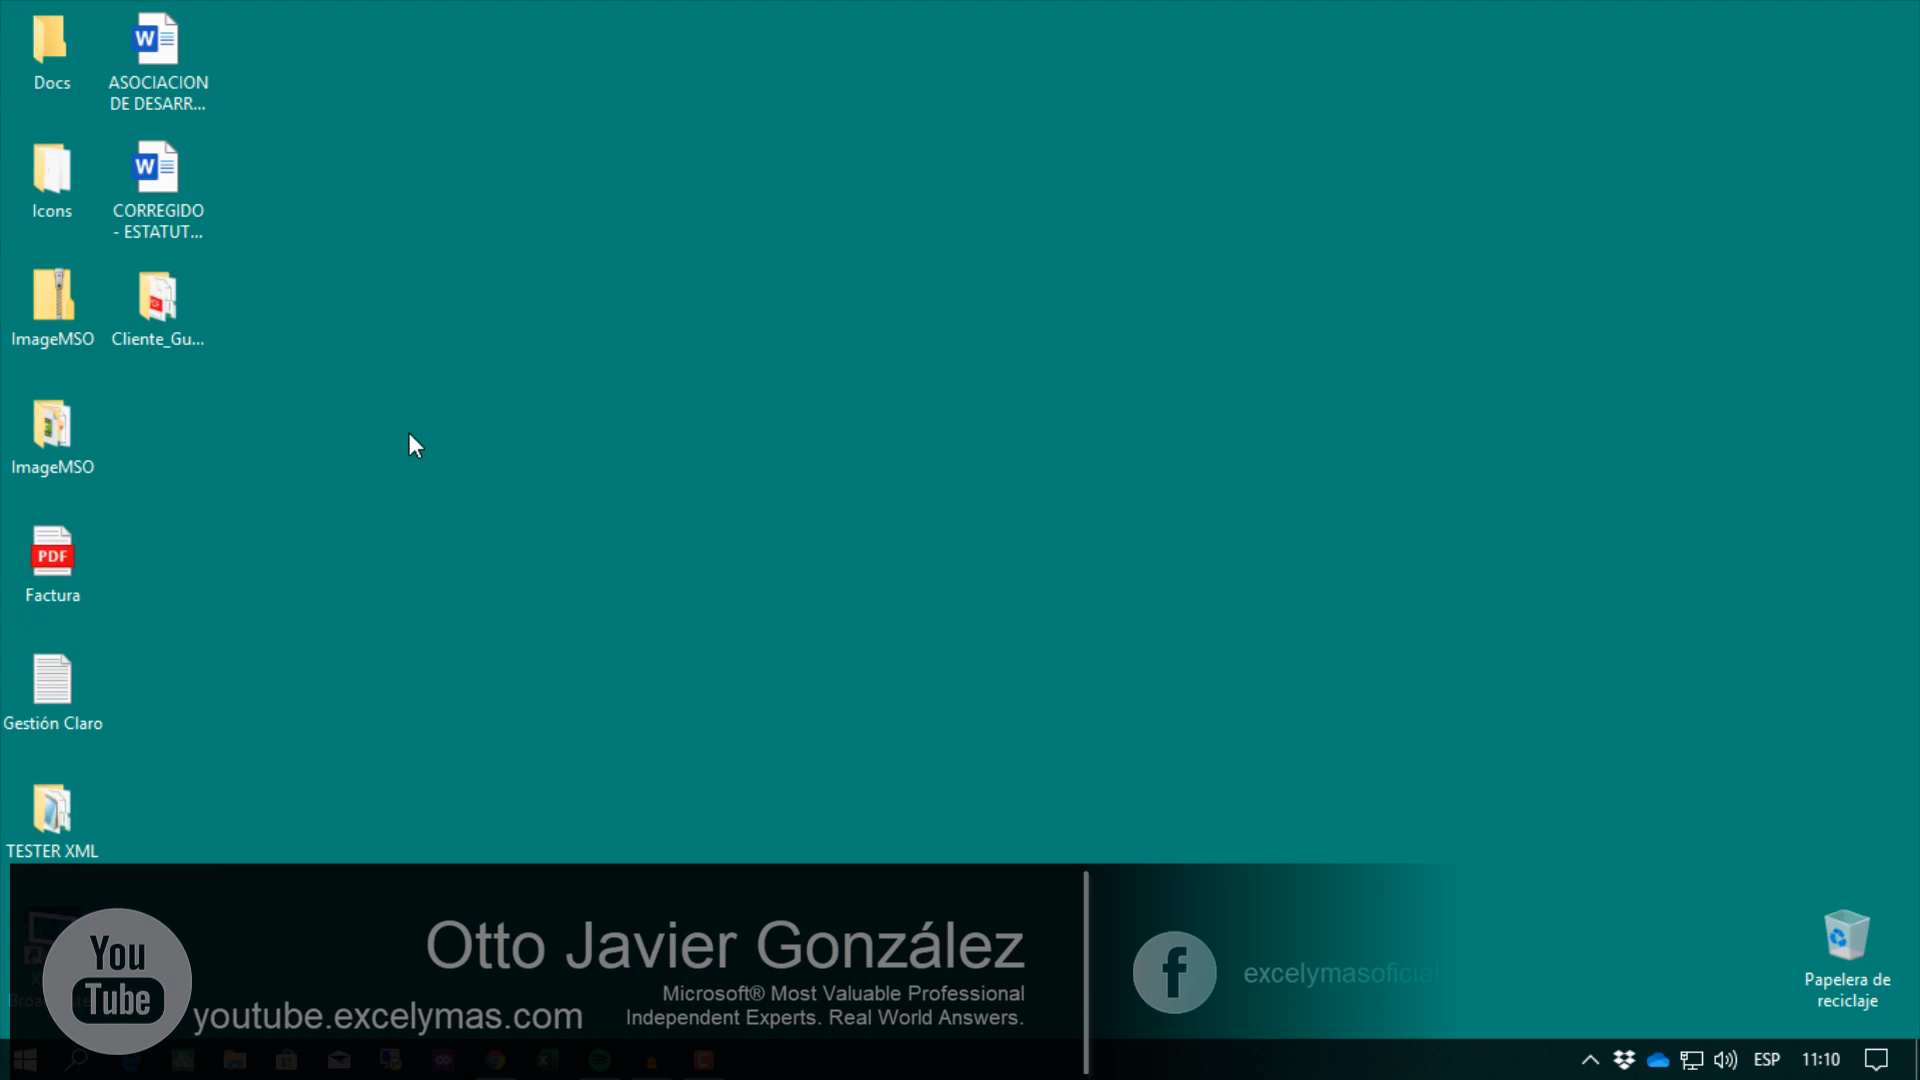 Docs
ASOCIACION
DE DESARR...
Icons
CORREGIDO
- ESTATUT...
ImageMSO
Cliente_Gu...
ImageMSO
PDF
Factura
Gestión Claro
TESTER XML
You
Tube
youtube.excelymas.com
Otto Javier González
Microsoft® Most Valuable Professional
Independent Experts. Real World Answers.
excelymasoficial
Papelera de
reciclaje
ESP
11:10